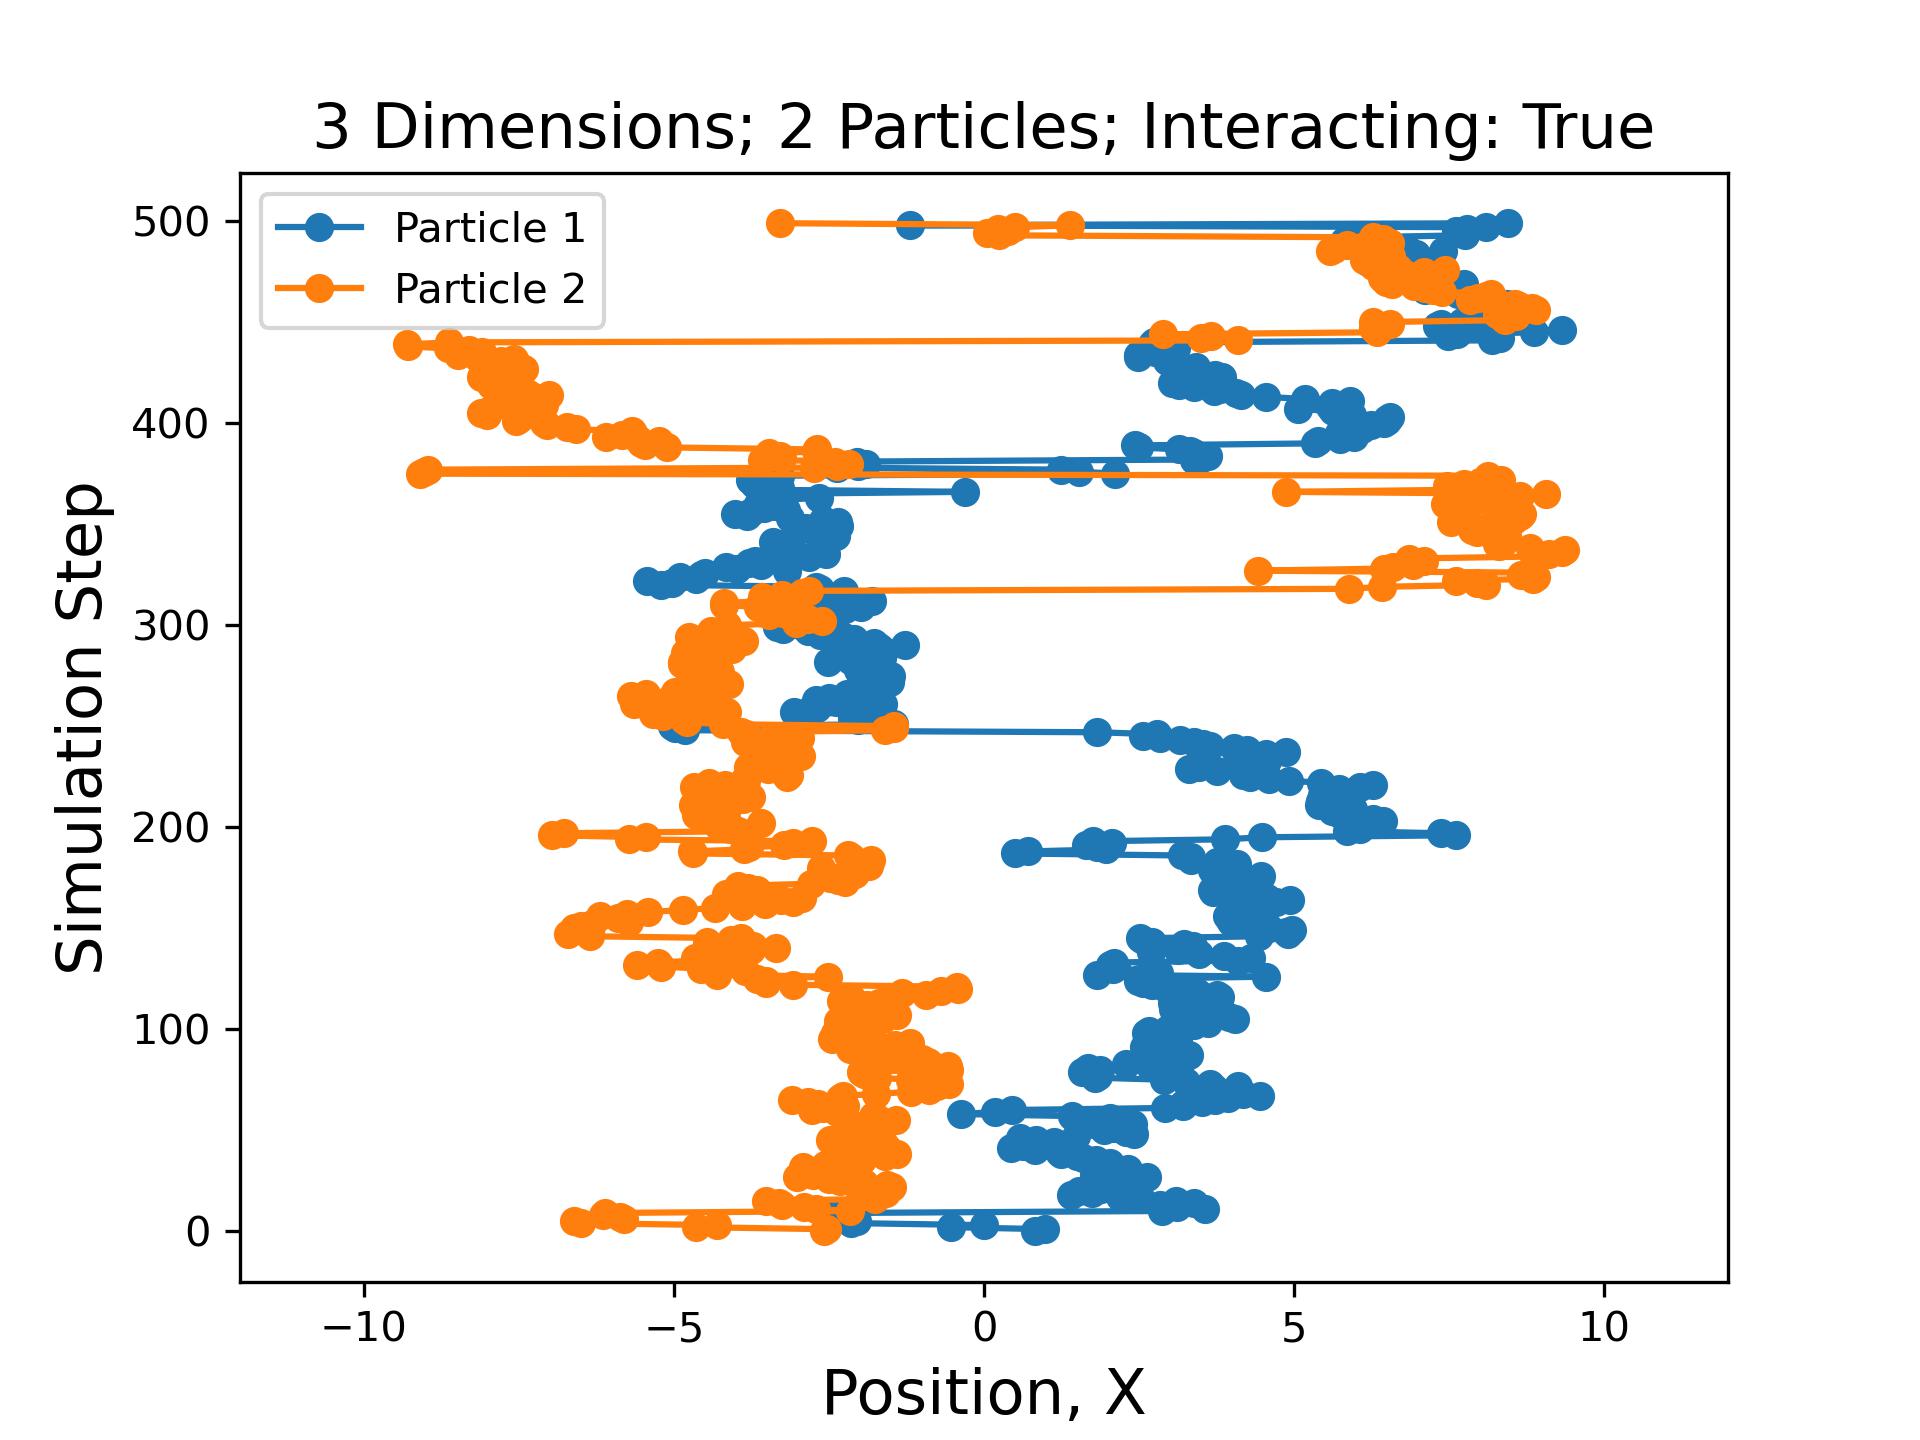 3 Dimensions; 2 Particles; Interacting: True
Particle 1
Particle 2
500
400
300
200
100
0
Simulation Step
−10
−5
0
5
10
Position, X